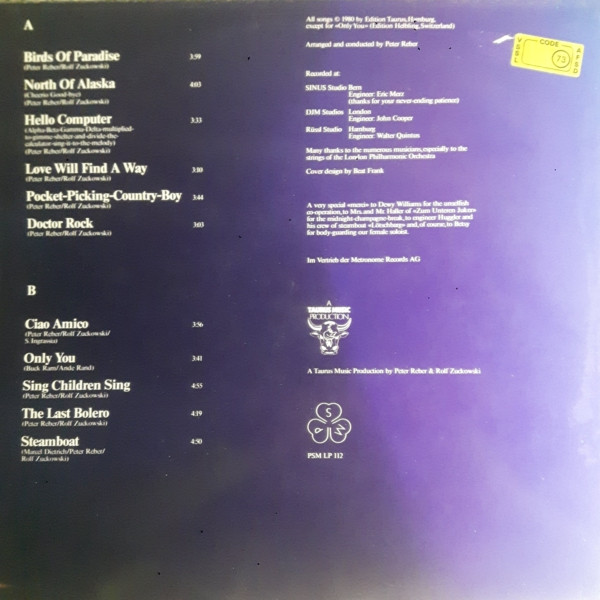 A
Birds Of Paradise 3:59
(Peter Reber/Rolf Zuckowski)
North Of Alaska 4:03
(Cheerio Good-bye)
(Peter Reber/Rolf Zuckowski)
Hello Computer 3:33
(Alpha-Beta-Gamma-Delta-multiplied-
to-gimme-shelter-and-divide-the-
calculator-sing-it-to-the-melody)
(Peter Reber/Rolf Zuckowski)
Love Will Find A Way 3:10
(Peter Reber/Rolf Zuckowski)
Pocket-Picking-Country-Boy 3:44
(Peter Reber/Rolf Zuckowski)
Doctor Rock 3:03
(Peter Reber/Rolf Zuckowski)
B
Ciao Amico 3:56
(Peter Reber/Rolf Zuckowski/
S. Ingrassia)
Only You 3:41
(Buck Ram/Ande Rand)
Sing Children Sing 4:55
(Peter Reber/Rolf Zuckowski)
The Last Bolero 4:19
(Peter Reber/Rolf Zuckowski)
Steamboat 4:50
(Marcel Dietrich/Peter Reber/
Rolf Zuckowski)
All songs © 1980 by Edition Taurus, Hamburg,
except for «Only You» (Edition Helbling, Switzerland)
Arranged and conducted by Peter Reber
Recorded at:
SINUS Studio Bern
Engineer: Eric Merz
(thanks for your never-ending patience)
DJM Studios London
Engineer: John Cooper
Rüssl Studio Hamburg
Engineer: Walter Quintus
Many thanks to the numerous musicians, especially to the
strings of the London Philharmonic Orchestra
Cover design by Beat Frank
A very special «merci» to Dewy Williams for the unselfish
co-operation, to Mrs. and Mr. Haller of «Zum Unteren Juker»
for the midnight-champagne-break, to engineer Huggler and
his crew of steamboat «Lötschberg» and, of course, to Betsy
for body-guarding our female soloist.
Im Vertrieb der Metronome Records AG
A
TAURUS MUSIC
PRODUCTION
A Taurus Music Production by Peter Reber & Rolf Zuckowski
S
P M
PSM LP 112
CODE
73